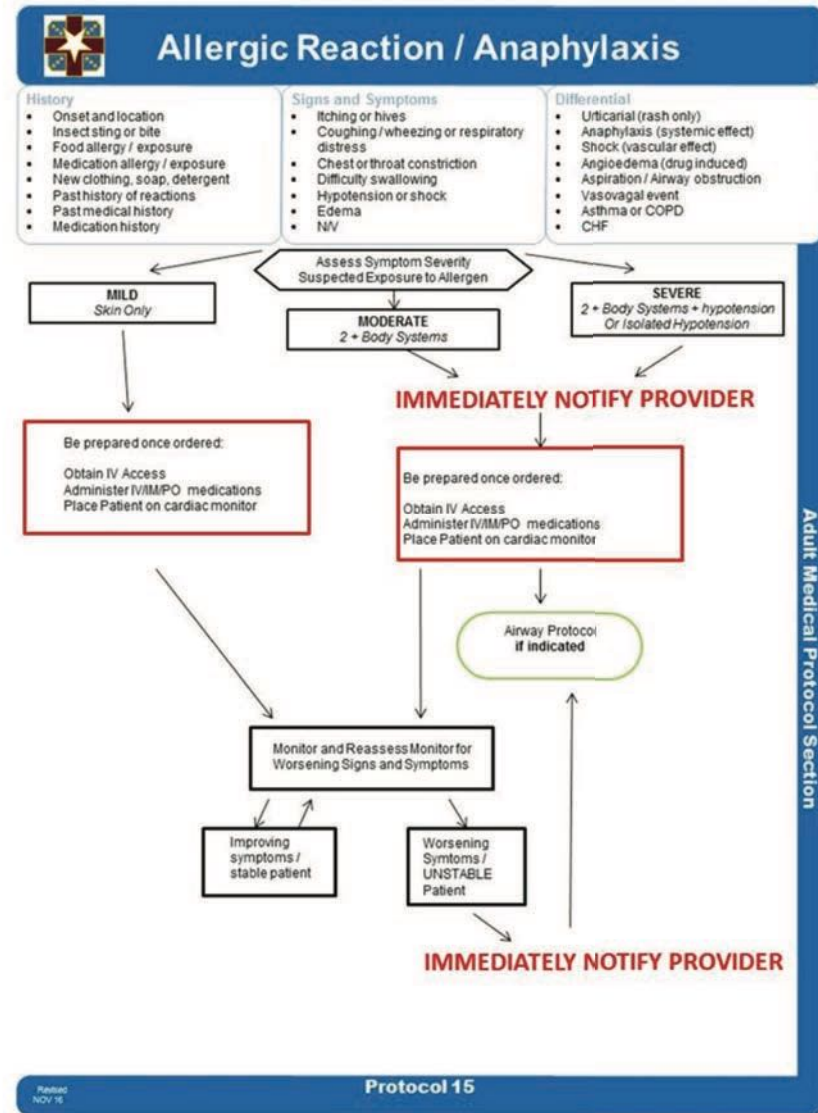 Allergic Reaction / Anaphylaxis
History
• Onset and location
• Insect sting or bite
• Food allergy / exposure
• Medication allergy / exposure
• New clothing, soap, detergent
• Past history of reactions
• Past medical history
• Medication history
Signs and Symptoms
• Itching or hives
• Coughing / wheezing or respiratory
distress
• Chest or throat constriction
• Difficulty swallowing
• Hypotension or shock
• Edema
• N/V
Differential
• Urticarial (rash only)
• Anaphylaxis (systemic effect)
• Shock (vascular effect)
• Angioedema (drug induced)
• Aspiration / Airway obstruction
• Vasovagal event
• Asthma or COPD
• CHF
Assess Symptom Severity
Suspected Exposure to Allergen
MILD
Skin Only
MODERATE
2 + Body Systems
SEVERE
2 + Body Systems + hypotension
Or Isolated Hypotension
IMMEDIATELY NOTIFY PROVIDER
Be prepared once ordered:
Obtain IV Access
Administer IV/IM/PO medications
Place Patient on cardiac monitor
Be prepared once ordered:
Obtain IV Access
Administer IV/IM/PO medications
Place Patient on cardiac monitor
Airway Protocol
if indicated
Monitor and Reassess Monitor for
Worsening Signs and Symptoms
Improving
symptoms /
stable patient
Worsening
Symtoms /
UNSTABLE
Patient
IMMEDIATELY NOTIFY PROVIDER
Adult Medical Protocol Section
Revised
NOV 16
Protocol 15